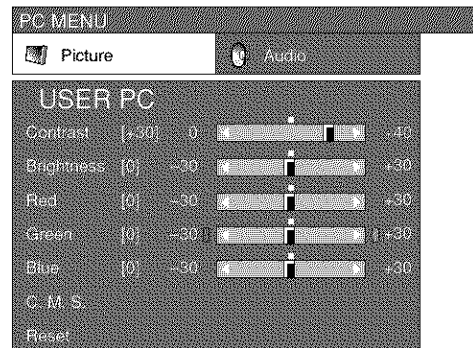 PC MENU
Picture Audio
USER PC
Contrast [+30] 0 +40
Brightness [0] –30 +30
Red [0] –30 +30
Green [0] –30 +30
Blue [0] –30 +30
C. M. S.
Reset